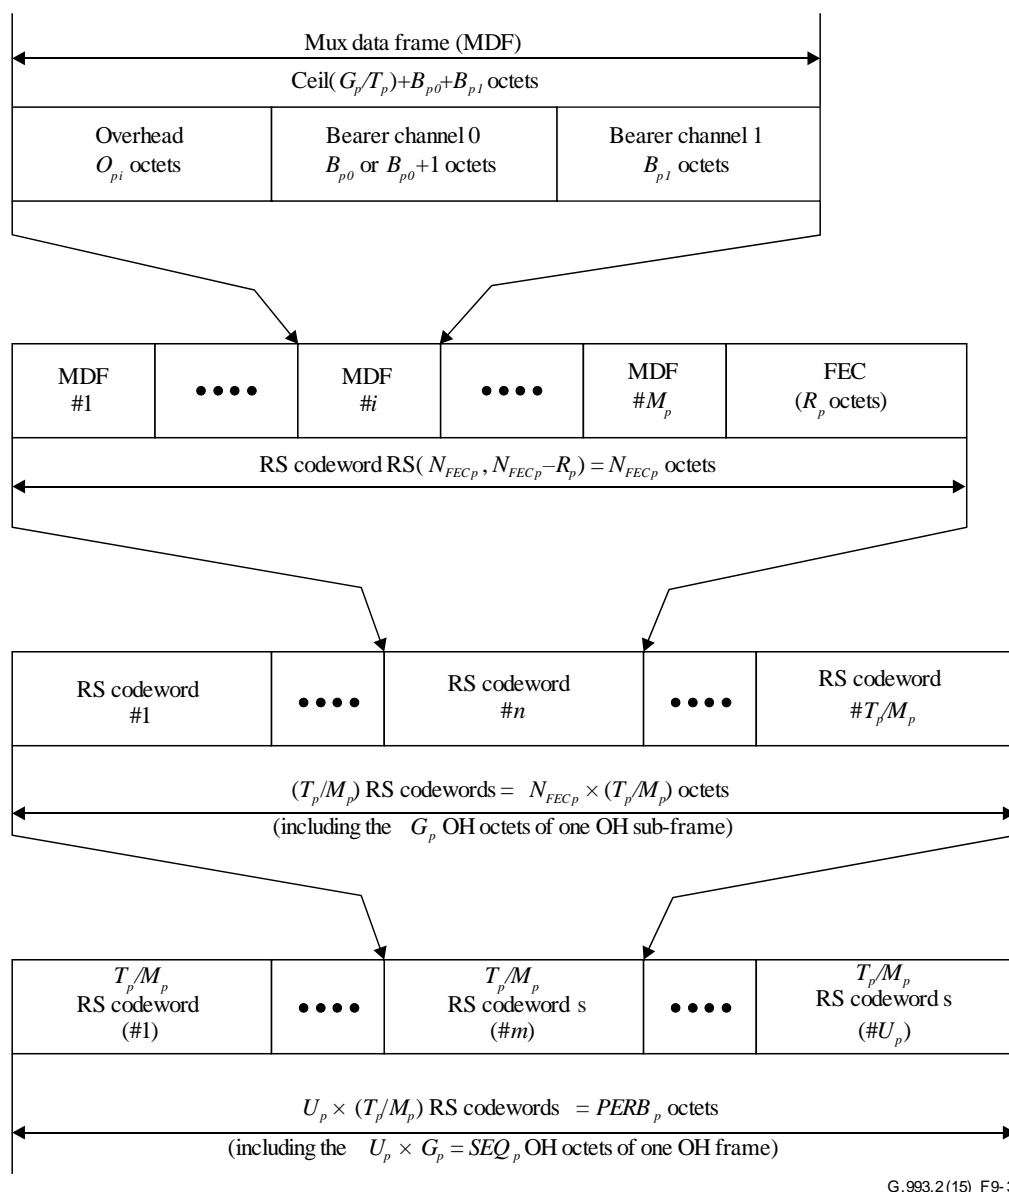 Mux data frame (MDF)
Ceil(G_p/T_p)+B_p0+B_p1 octets
Overhead
O_pi octets
Bearer channel 0
B_p0 or B_p0+1 octets
Bearer channel 1
B_p1 octets
MDF
#1
MDF
#i
MDF
#M_p
FEC
(R_p octets)
RS codeword RS( N_FECp, N_FECp–R_p) = N_FECp octets
RS codeword
#1
RS codeword
#n
RS codeword
#T_p/M_p
(T_p/M_p) RS codewords = N_FECp × (T_p/M_p) octets
(including the G_p OH octets of one OH sub-frame)
T_p/M_p
RS codeword
(#1)
T_p/M_p
RS codeword s
(#m)
T_p/M_p
RS codeword s
(#U_p)
U_p × (T_p/M_p) RS codewords = PERB_p octets
(including the U_p × G_p = SEQ_p OH octets of one OH frame)
G.993.2(15)_F9-3